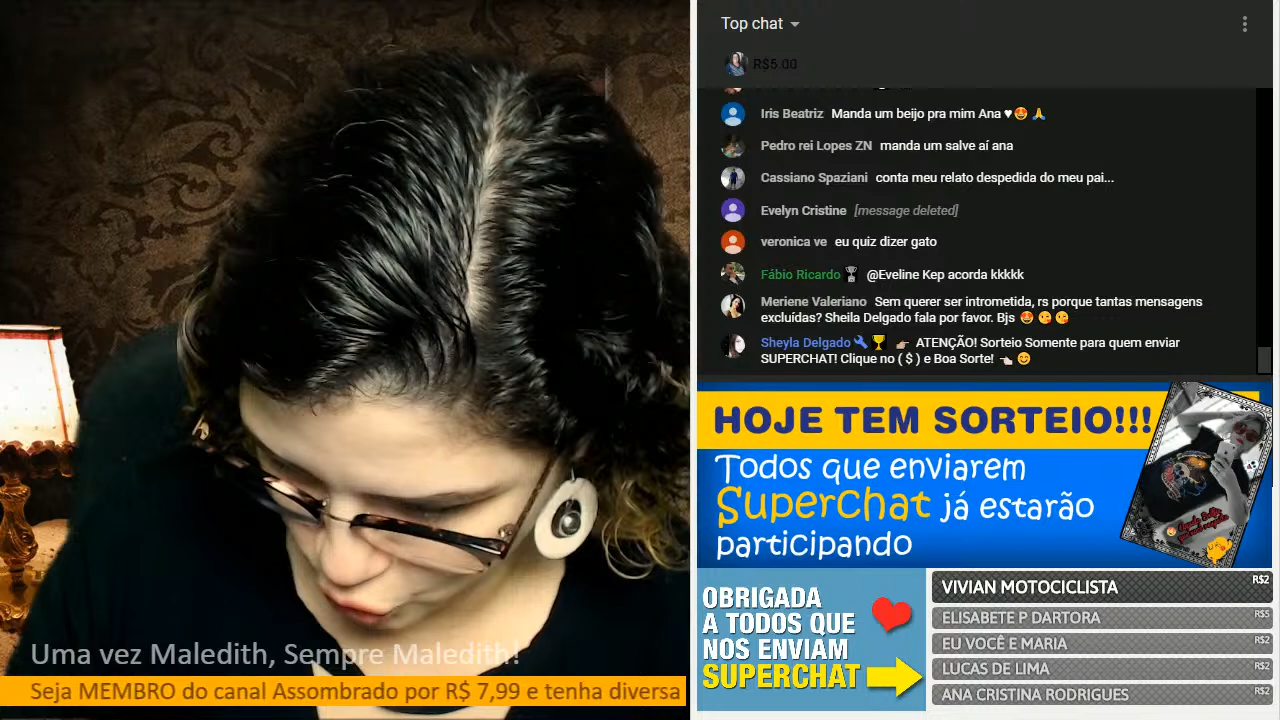 Top chat
R$5.00
Iris Beatriz Manda um beijo pra mim Ana ♥😍 🙏
Pedro rei Lopes ZN manda um salve aí ana
Cassiano Spaziani conta meu relato despedida do meu pai...
Evelyn Cristine [message deleted]
veronica ve eu quiz dizer gato
Fábio Ricardo @Eveline Kep acorda kkkkk
Meriene Valeriano Sem querer ser intrometida, rs porque tantas mensagens
excluídas? Sheila Delgado fala por favor. Bjs 🤩 😘 😘
Sheyla Delgado 🔧 🏆 👉 ATENÇÃO! Sorteio Somente para quem enviar
SUPERCHAT! Clique no ( $ ) e Boa Sorte! 👈 😊
HOJE TEM SORTEIO!!!
Todos que enviarem
Superchat já estarão
participando
OBRIGADA
A TODOS QUE
NOS ENVIAM
SUPERCHAT
VIVIAN MOTOCICLISTA R$2
ELISABETE P DARTORA R$5
EU VOCÊ E MARIA R$2
LUCAS DE LIMA R$2
ANA CRISTINA RODRIGUES R$2
Uma vez Maledith, Sempre Maledith!
Seja MEMBRO do canal Assombrado por R$ 7,99 e tenha diversa